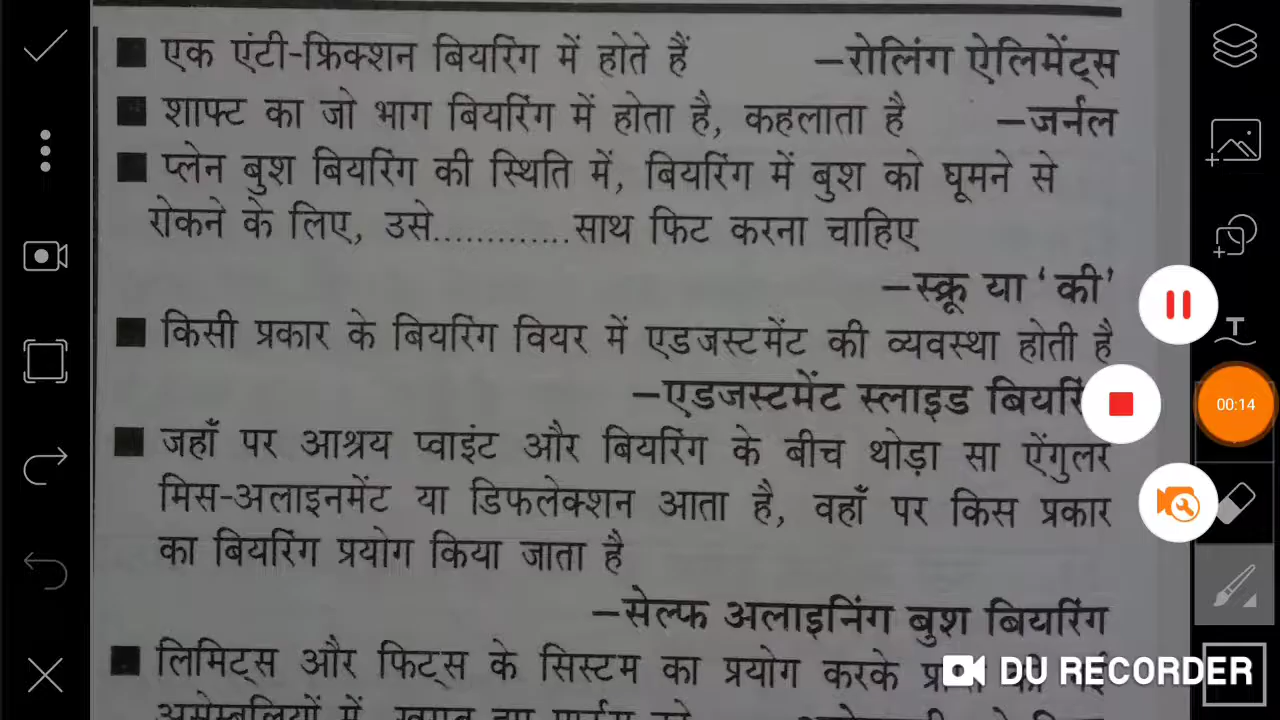 ■ एक एंटी-फ्रिक्शन बियरिंग में होते हैं –रोलिंग ऐलिमेंट्स
■ शाफ्ट का जो भाग बियरिंग में होता है, कहलाता है –जर्नल
■ प्लेन बुश बियरिंग की स्थिति में, बियरिंग में बुश को घूमने से
रोकने के लिए, उसे.............साथ फिट करना चाहिए
–स्क्रू या ‘की’
■ किसी प्रकार के बियरिंग वियर में एडजस्टमेंट की व्यवस्था होती है
–एडजस्टमेंट स्लाइड
00:14
■ जहाँ पर आश्रय प्वाइंट और बियरिंग के बीच थोड़ा सा ऐंगुलर
मिस-अलाइनमेंट या डिफलेक्शन आता है, वहाँ पर किस प्रकार
का बियरिंग प्रयोग किया जाता है
–सेल्फ अलाइनिंग बुश बियरिंग
■ लिमिट्स और फिट्स के सिस्टम का प्रयोग करके
DU RECORDER